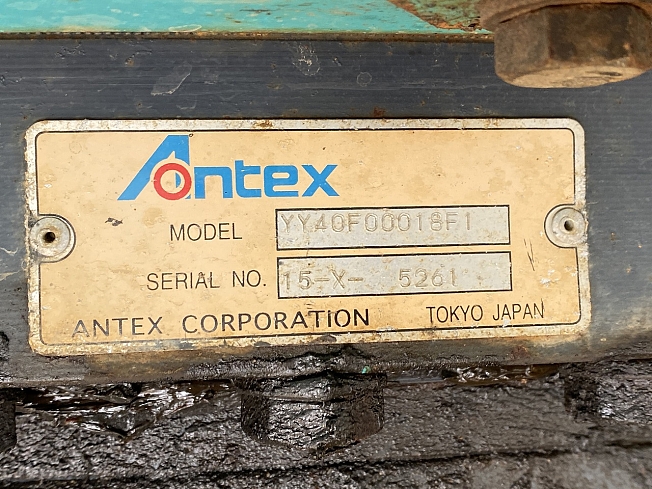 Antex
MODEL YY40F00018F1
SERIAL NO. 15-X- 5261
ANTEX CORPORATION TOKYO JAPAN